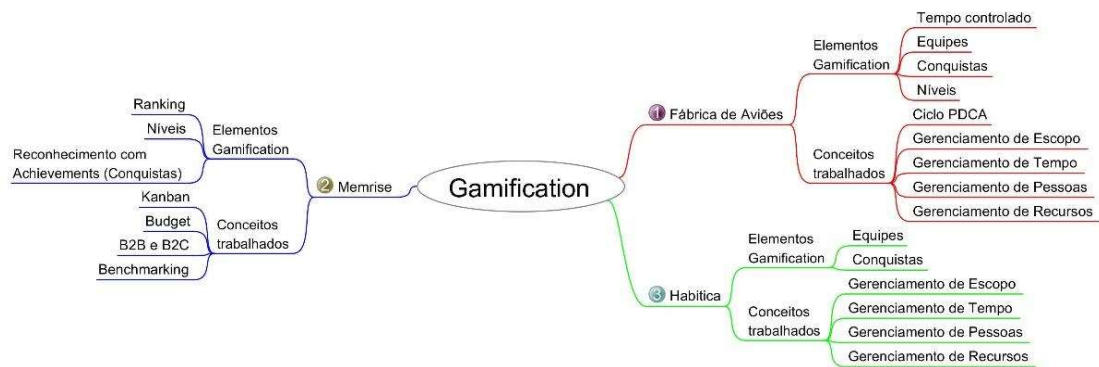 Gamification
1 Fábrica de Aviões
Elementos
Gamification
Tempo controlado
Equipes
Conquistas
Níveis
Conceitos
trabalhados
Ciclo PDCA
Gerenciamento de Escopo
Gerenciamento de Tempo
Gerenciamento de Pessoas
Gerenciamento de Recursos
2 Memrise
Elementos
Gamification
Ranking
Níveis
Reconhecimento com
Achievements (Conquistas)
Conceitos
trabalhados
Kanban
Budget
B2B e B2C
Benchmarking
3 Habitica
Elementos
Gamification
Equipes
Conquistas
Conceitos
trabalhados
Gerenciamento de Escopo
Gerenciamento de Tempo
Gerenciamento de Pessoas
Gerenciamento de Recursos